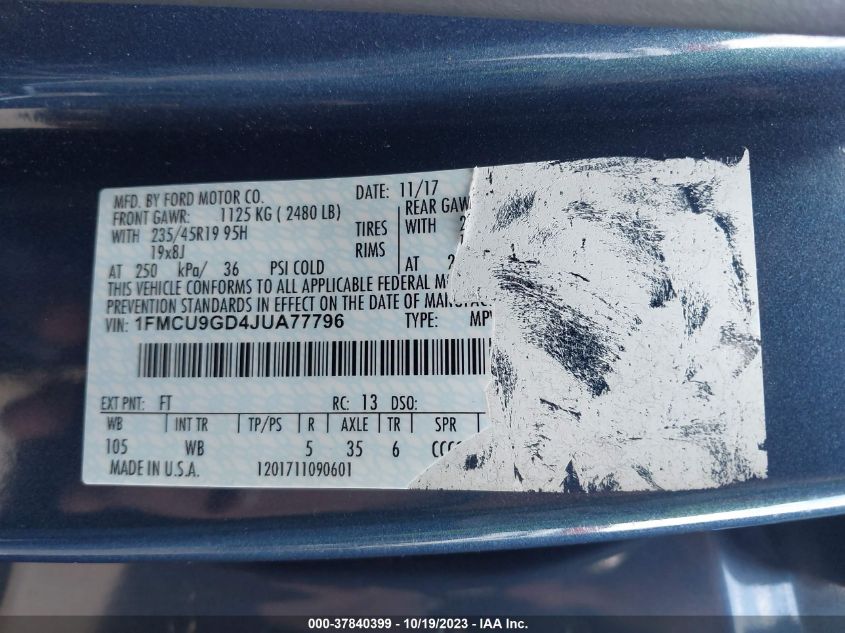 MFD. BY FORD MOTOR CO.
DATE: 11/17
FRONT GAWR: 1125 KG ( 2480 LB)
REAR GAW
WITH 235/45R19 95H
TIRES
WITH
19x8J
RIMS
AT 250 kPa/ 36 PSI COLD
AT 2
THIS VEHICLE CONFORMS TO ALL APPLICABLE FEDERAL M
PREVENTION STANDARDS IN EFFECT ON THE DATE OF MANUFAC
VIN: 1FMCU9GD4JUA77796
TYPE: MPV
EXT PNT: FT
RC: 13 DSO:
WB INT TR TP/PS R AXLE TR SPR
105 WB 5 35 6 CCC
MADE IN U.S.A.
1201711090601
000-37840399 - 10/19/2023 - IAA Inc.